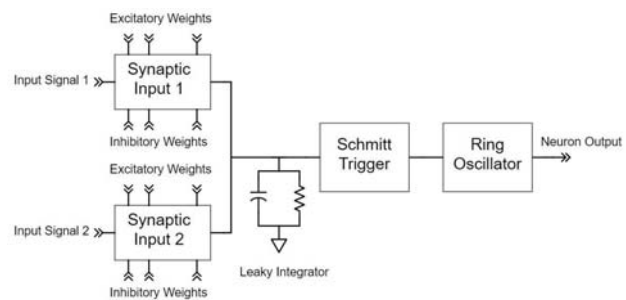 Excitatory Weights
Input Signal 1
Synaptic
Input 1
Inhibitory Weights
Excitatory Weights
Input Signal 2
Synaptic
Input 2
Inhibitory Weights
Leaky Integrator
Schmitt
Trigger
Ring
Oscillator
Neuron Output